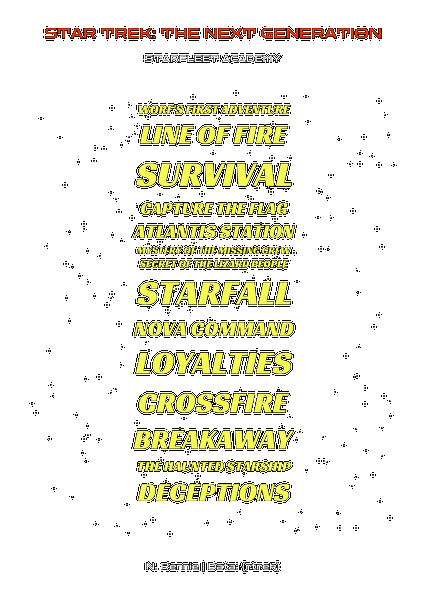 STAR TREK: THE NEXT GENERATION
STARFLEET ACADEMY
WORF'S FIRST ADVENTURE
LINE OF FIRE
SURVIVAL
CAPTURE THE FLAG
ATLANTIS STATION
MYSTERY OF THE MISSING CREW
SECRET OF THE LIZARD PEOPLE
STARFALL
NOVA COMMAND
LOYALTIES
CROSSFIRE
BREAKAWAY
THE HAUNTED STARSHIP
DECEPTIONS